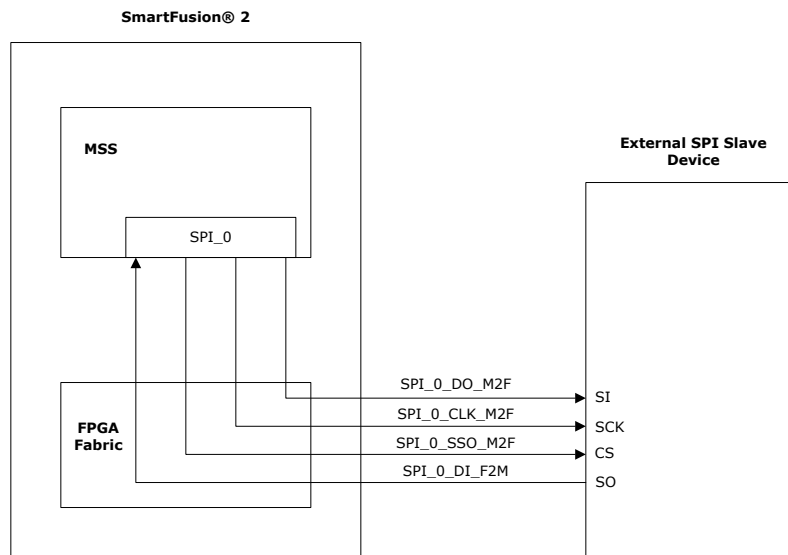 SmartFusion® 2
MSS
SPI_0
External SPI Slave
Device
FPGA
Fabric
SPI_0_DO_M2F
SI
SPI_0_CLK_M2F
SCK
SPI_0_SSO_M2F
CS
SPI_0_DI_F2M
SO